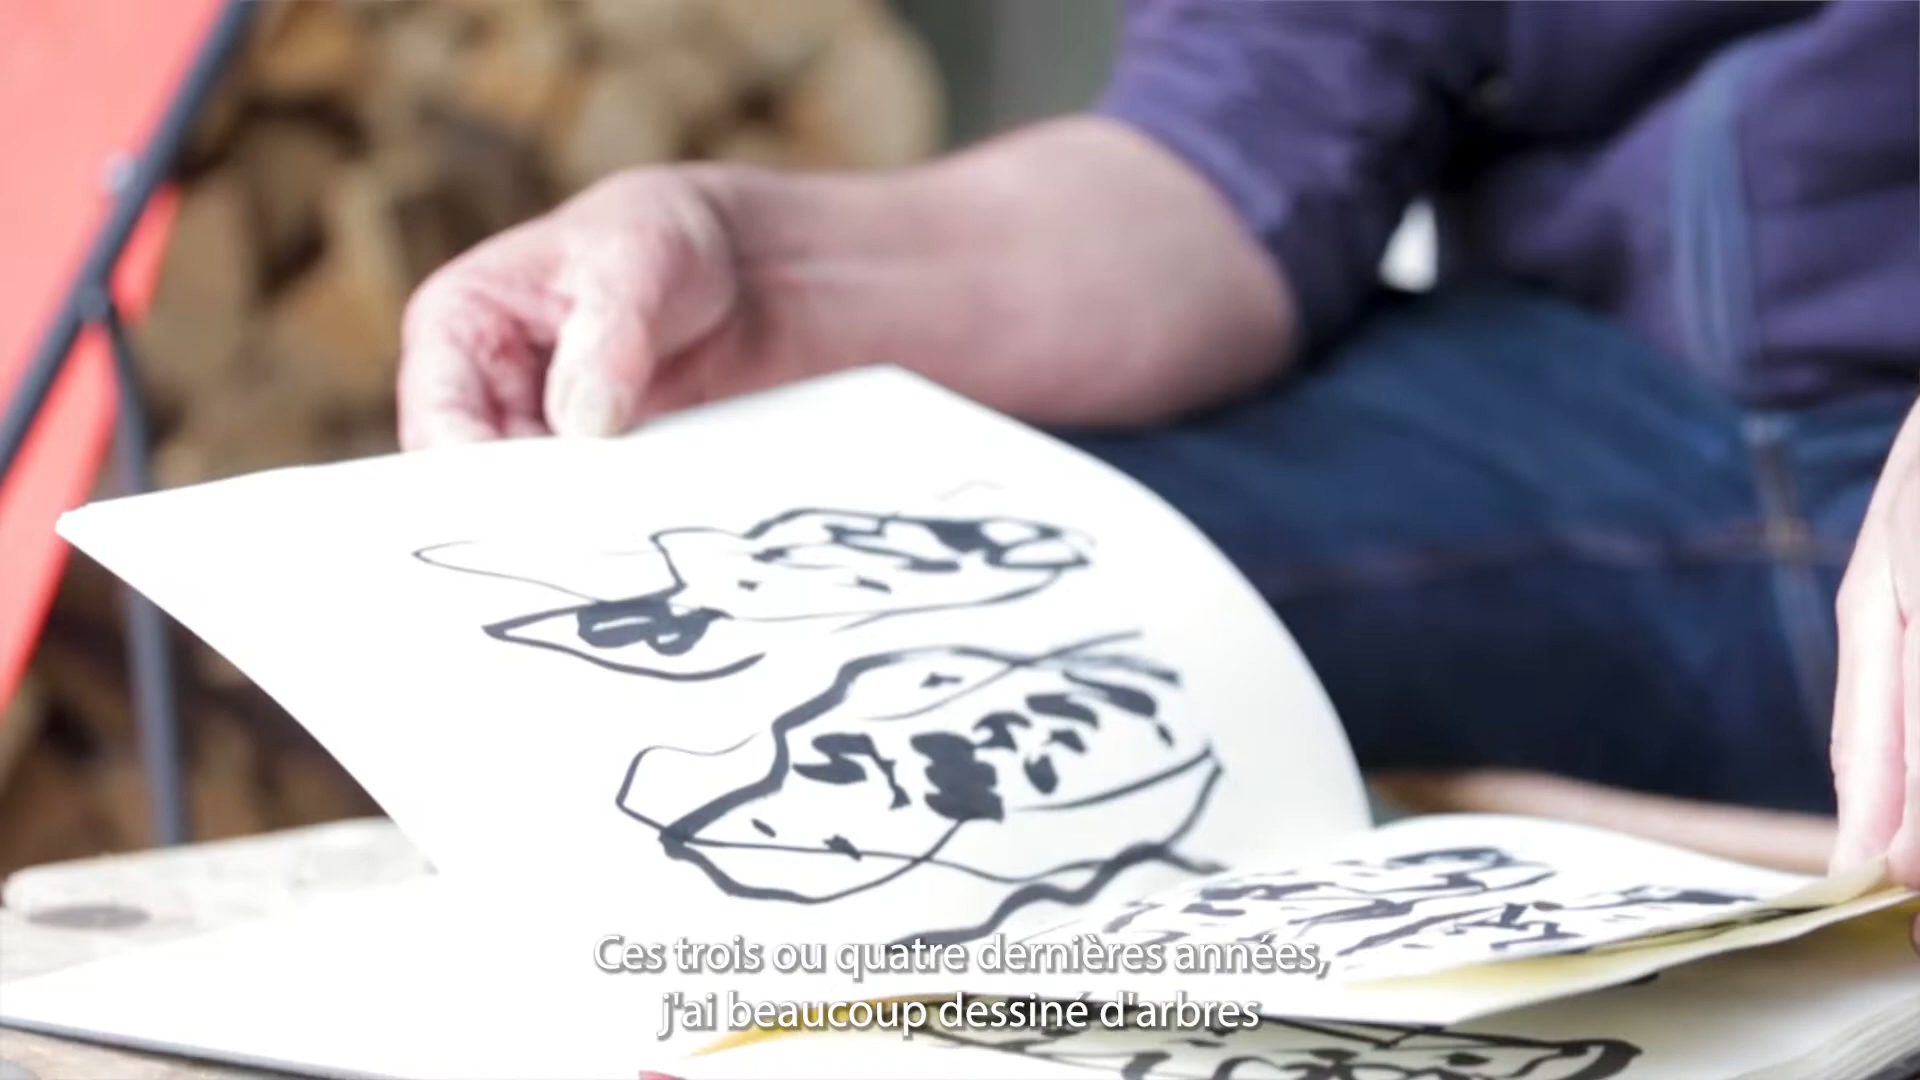 Ces trois ou quatre dernières années,
j'ai beaucoup dessiné d'arbres